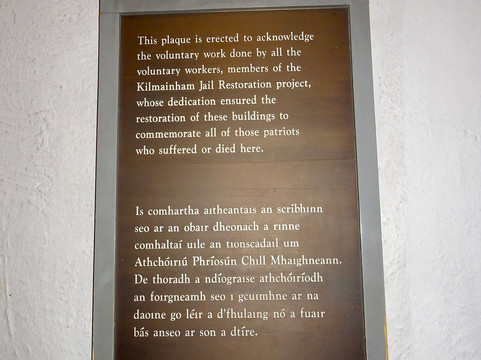 This plaque is erected to acknowledge
the voluntary work done by all the
voluntary workers, members of the
Kilmainham Jail Restoration project,
whose dedication ensured the
restoration of these buildings to
commemorate all of those patriots
who suffered or died here.
Is comhartha aitheantais an scríbhinn
seo ar an obair dheonach a rinne
comhaltaí uile an tionscadail um
Athchóiriú Phríosún Chill Mhaighneann.
De thoradh a ndíograise athchóiríodh
an foirgneamh seo i gcuimhne ar na
daoine go léir a d'fhulaing nó a fuair
bás anseo ar son a dtíre.